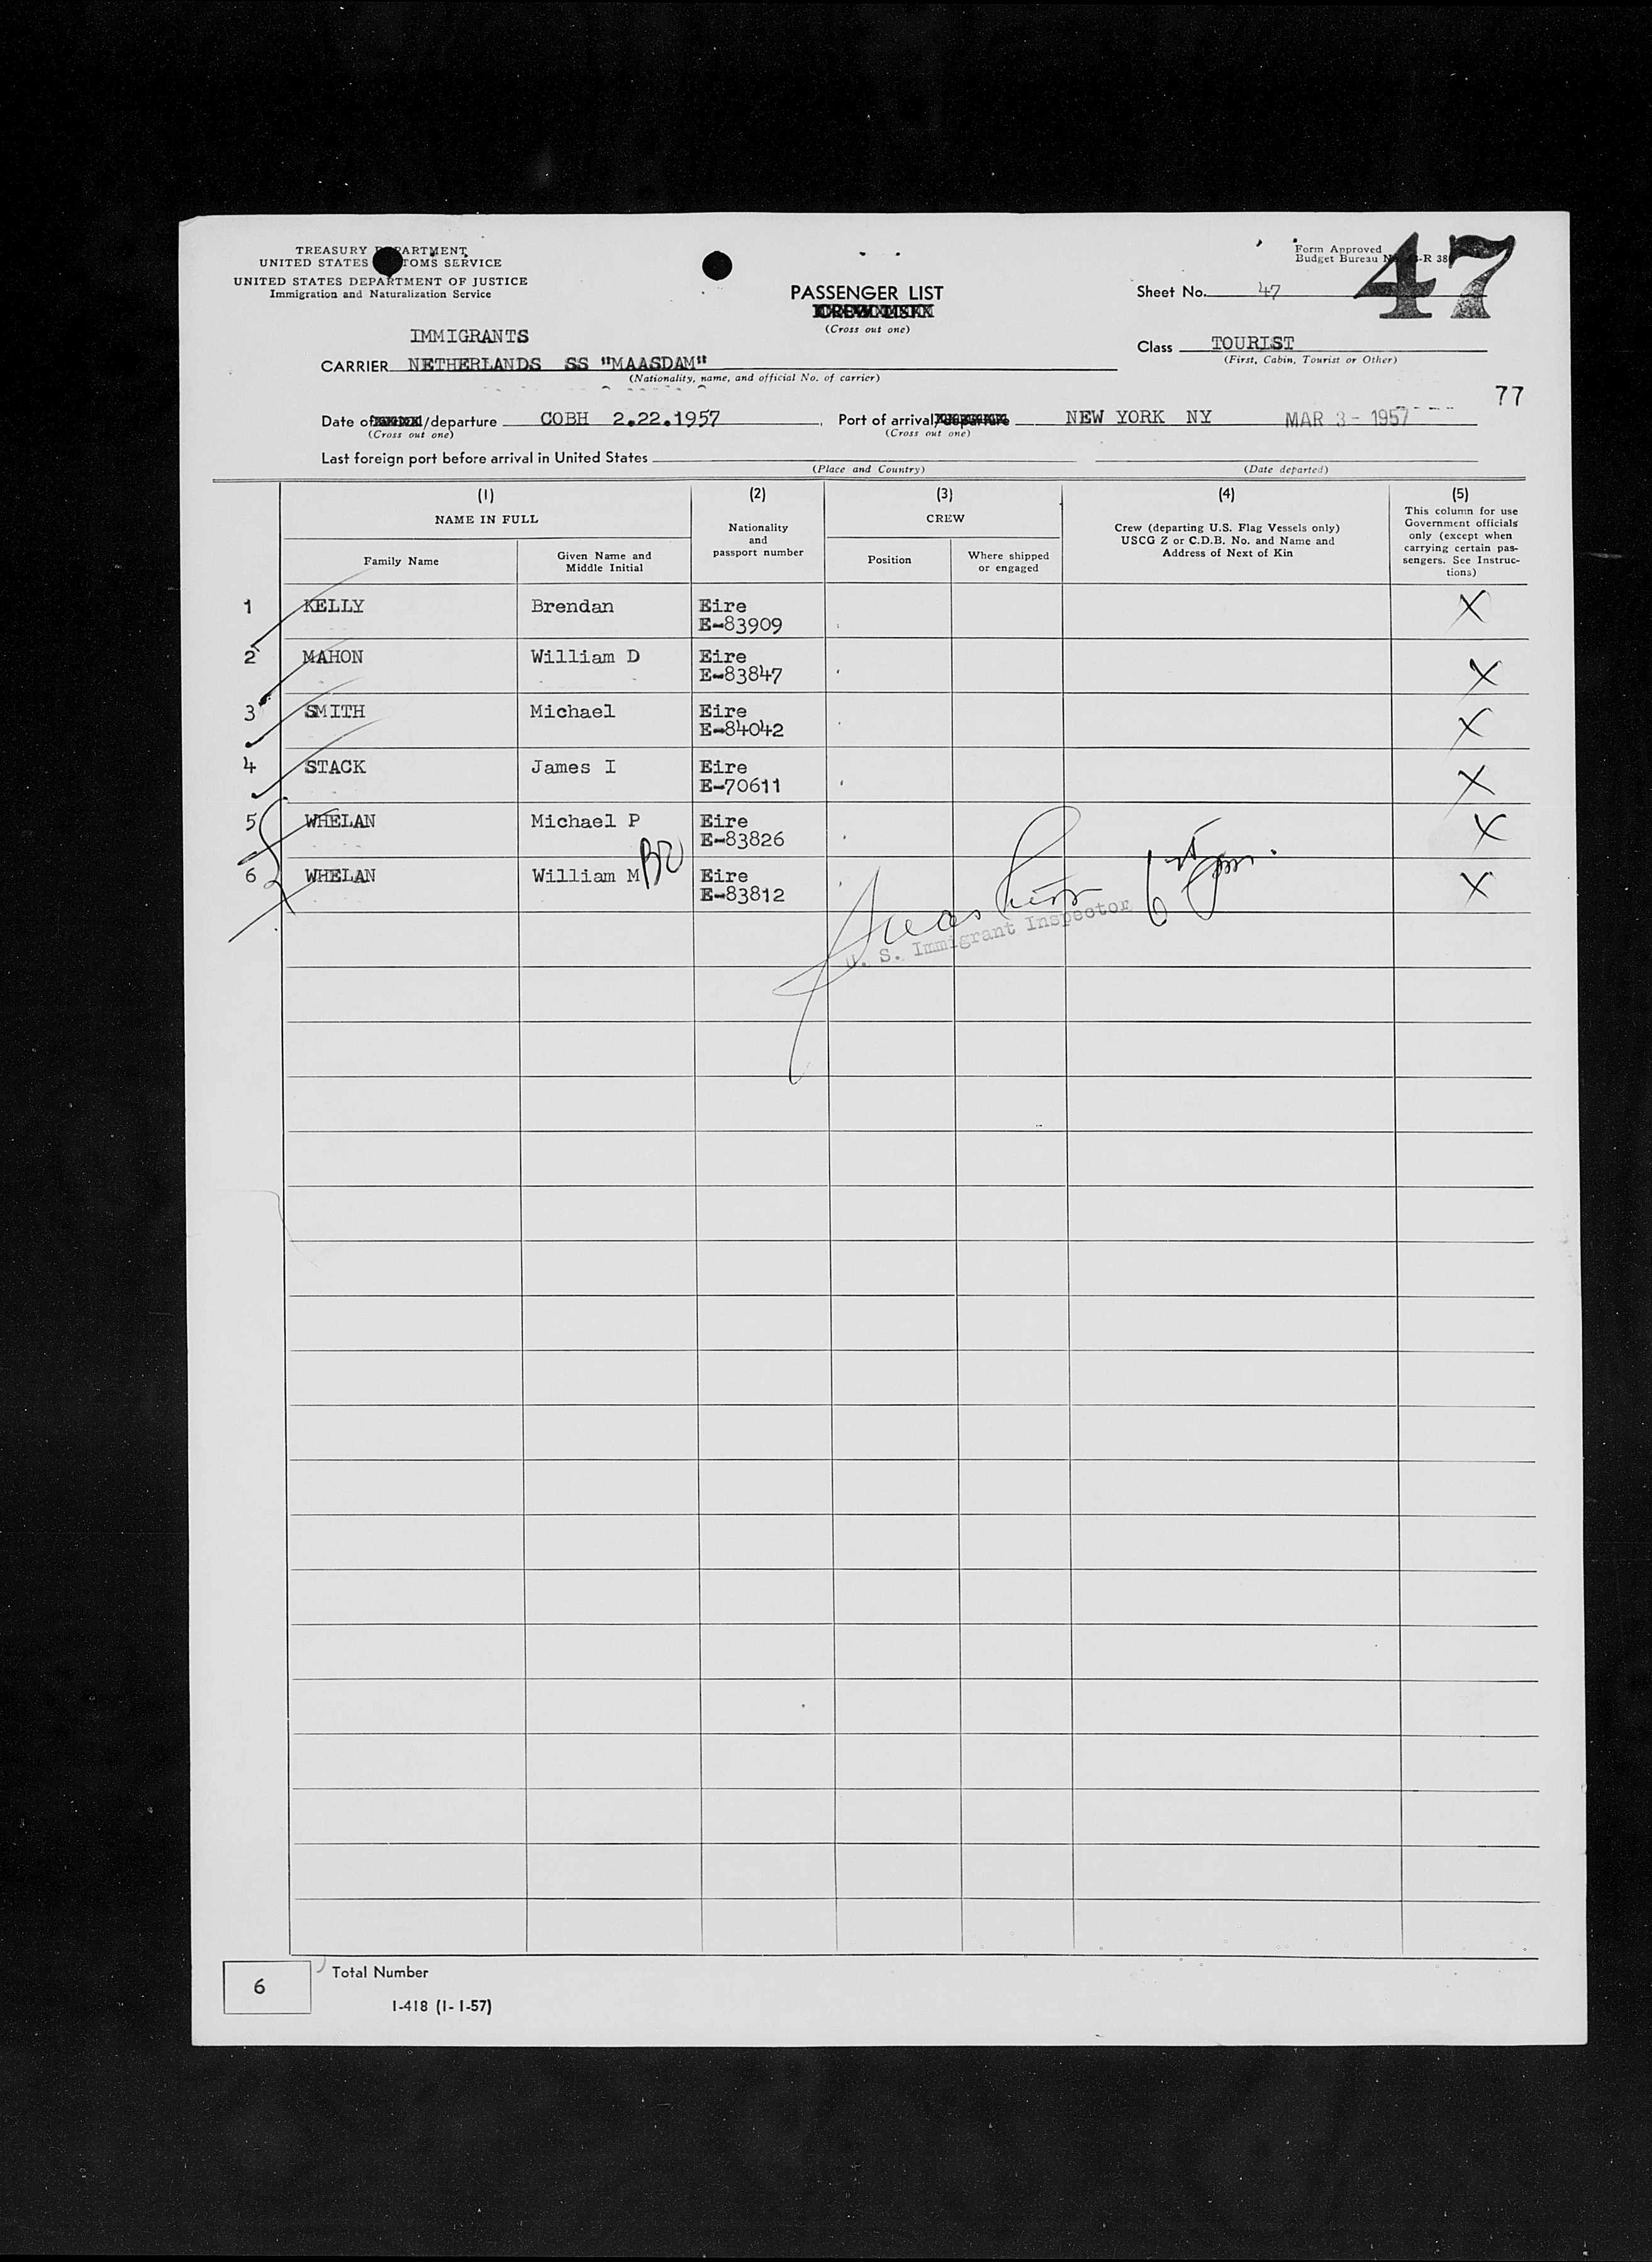 TREASURY DEPARTMENT
UNITED STATES CUSTOMS SERVICE
UNITED STATES DEPARTMENT OF JUSTICE
Immigration and Naturalization Service
Form Approved
Budget Bureau
47
PASSENGER LIST
CREW LIST
(Cross out one)
Sheet No. 47
IMMIGRANTS
CARRIER NETHERLANDS SS "MAASDAM"
(Nationality, name, and official No. of carrier)
Class TOURIST
(First, Cabin, Tourist or Other)
77
Date of /departure COBH 2.22.1957
(Cross out one)
Port of arrival/departure NEW YORK NY MAR 3 - 1957
(Cross out one)
Last foreign port before arrival in United States
(Place and Country) (Date departed)
(1) (2) (3) (4) (5)
NAME IN FULL
Family Name
Given Name and
Middle Initial
Nationality
and
passport number
CREW
Position
Where shipped
or engaged
Crew (departing U.S. Flag Vessels only)
USCG Z or C.D.B. No. and Name and
Address of Next of Kin
This column for use
Government officials
only (except when
carrying certain pas-
sengers. See Instruc-
tions)
1 KELLY Brendan Eire X
E-83909
2 MAHON William D Eire X
E-83847
3 SMITH Michael Eire X
E-84042
4 STACK James I Eire X
E-70611
5 WHELAN Michael P Eire X
E-83826
6 WHELAN William M Eire X
E-83812
U. S. Immigrant Inspector
6
Total Number
I-418 (1-1-57)